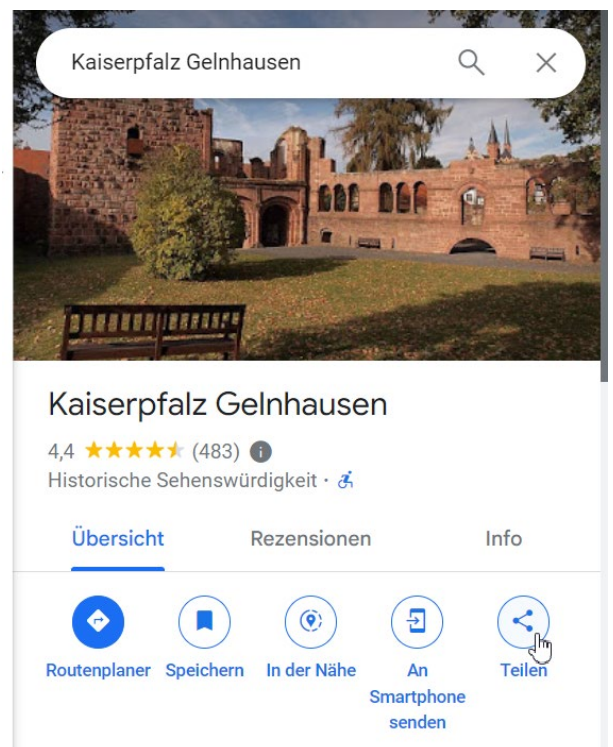 Kaiserpfalz Gelnhausen
Kaiserpfalz Gelnhausen
4,4 (483)
Historische Sehenswürdigkeit ·
Übersicht Rezensionen Info
Routenplaner Speichern In der Nähe An Smartphone senden Teilen